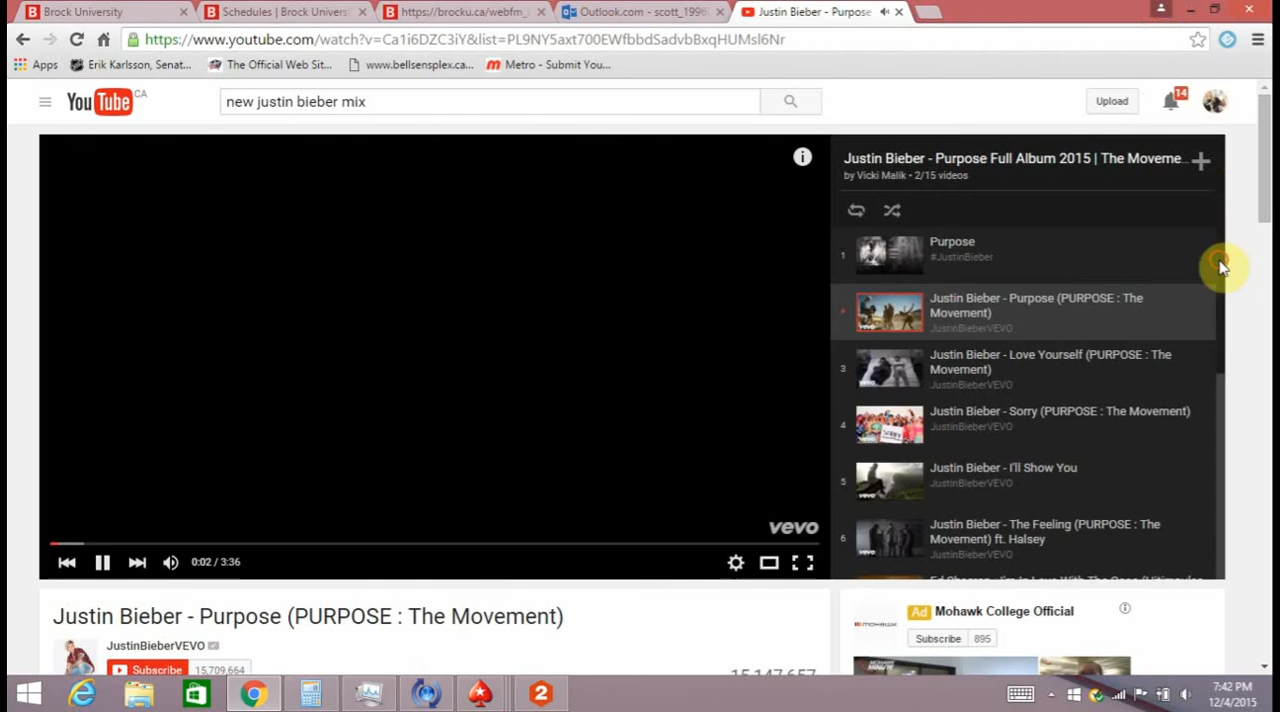 Brock University
Schedules | Brock Universi
https://brocku.ca/webfm_
Outlook.com - scott_1996
Justin Bieber - Purpose
https://www.youtube.com/watch?v=Ca1i6DZC3iY&list=PL9NY5axt700EWfbbdSadvbBxqHUMsl6Nr
Apps
Erik Karlsson, Senat...
The Official Web Sit...
www.bellsensplex.ca...
Metro - Submit You...
YouTube CA
new justin bieber mix
Upload
14
Justin Bieber - Purpose Full Album 2015 | The Moveme...
by Vicki Malik • 2/15 videos
1
Purpose
#JustinBieber
Justin Bieber - Purpose (PURPOSE : The
Movement)
JustinBieberVEVO
3
Justin Bieber - Love Yourself (PURPOSE : The
Movement)
JustinBieberVEVO
4
Justin Bieber - Sorry (PURPOSE : The Movement)
JustinBieberVEVO
5
Justin Bieber - I'll Show You
JustinBieberVEVO
6
Justin Bieber - The Feeling (PURPOSE : The
Movement) ft. Halsey
JustinBieberVEVO
vevo
0:02 / 3:36
Justin Bieber - Purpose (PURPOSE : The Movement)
JustinBieberVEVO
Subscribe 15,709,664
15,147,657
Ad Mohawk College Official
Subscribe 895
7:42 PM
12/4/2015